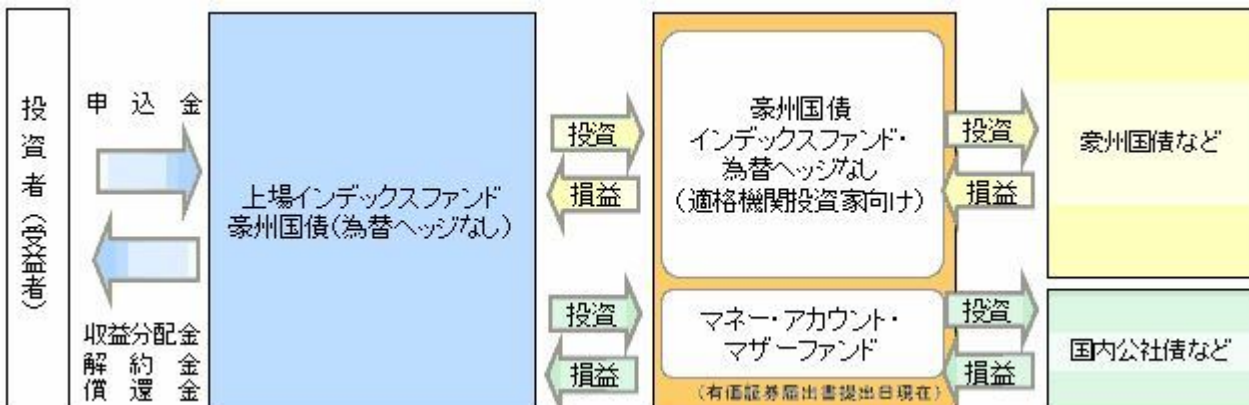 投資者(受益者)
申込金
収益分配金
解約金
償還金
上場インデックスファンド
豪州国債(為替ヘッジなし)
投資
損益
投資
損益
豪州国債
インデックスファンド・
為替ヘッジなし
(適格機関投資家向け)
マネー・アカウント・
マザーファンド
(有価証券届出書提出日現在)
投資
損益
投資
損益
豪州国債など
国内公社債など